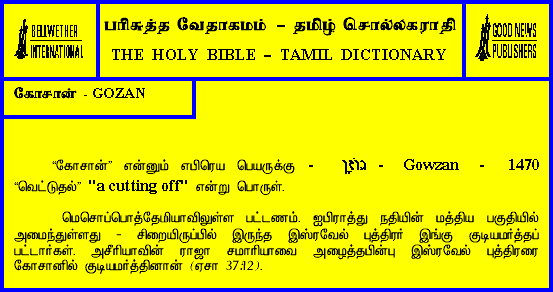 BELLWETHER
INTERNATIONAL
பரிசுத்த வேதாகமம் – தமிழ் சொல்லகராதி
THE HOLY BIBLE – TAMIL DICTIONARY
GOOD NEWS
PUBLISHERS
கோசான் - GOZAN
“கோசான்” என்னும் எபிரெய பெயருக்கு - גוזן - Gowzan - 1470
“வெட்டுதல்” "a cutting off" என்று பொருள்.
மெசொப்பொத்தேமியாவிலுள்ள பட்டணம். ஐபிராத்து நதியின் மத்திய பகுதியில்
அமைந்துள்ளது - சிறையிருப்பில் இருந்த இஸ்ரவேல் புத்திரர் இங்கு குடியமர்த்தப்
பட்டார்கள். அசீரியாவின் ராஜா சமாரியாவை அழைத்தபின்பு இஸ்ரவேல் புத்திரரை
கோசானில் குடியமர்த்தினான் (ஏசா 37:12).